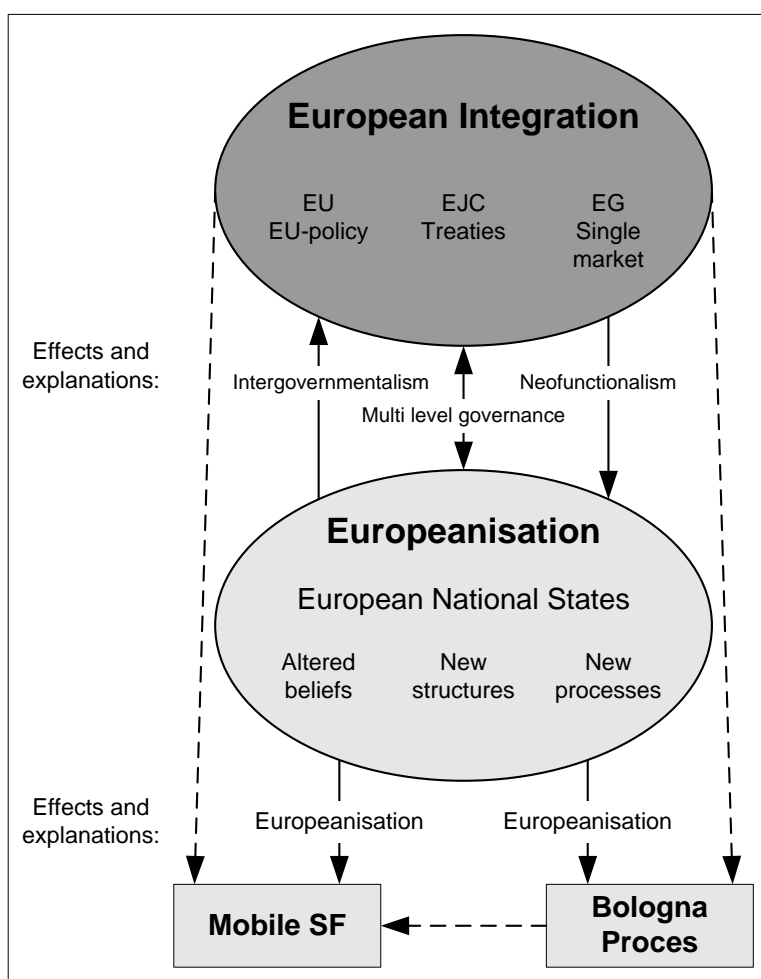 European Integration
EU
EU-policy
EJC
Treaties
EG
Single
market
Effects and
explanations:
Intergovernmentalism
Neofunctionalism
Multi level governance
Europeanisation
European National States
Altered
beliefs
New
structures
New
processes
Effects and
explanations:
Europeanisation
Europeanisation
Mobile SF
Bologna
Proces